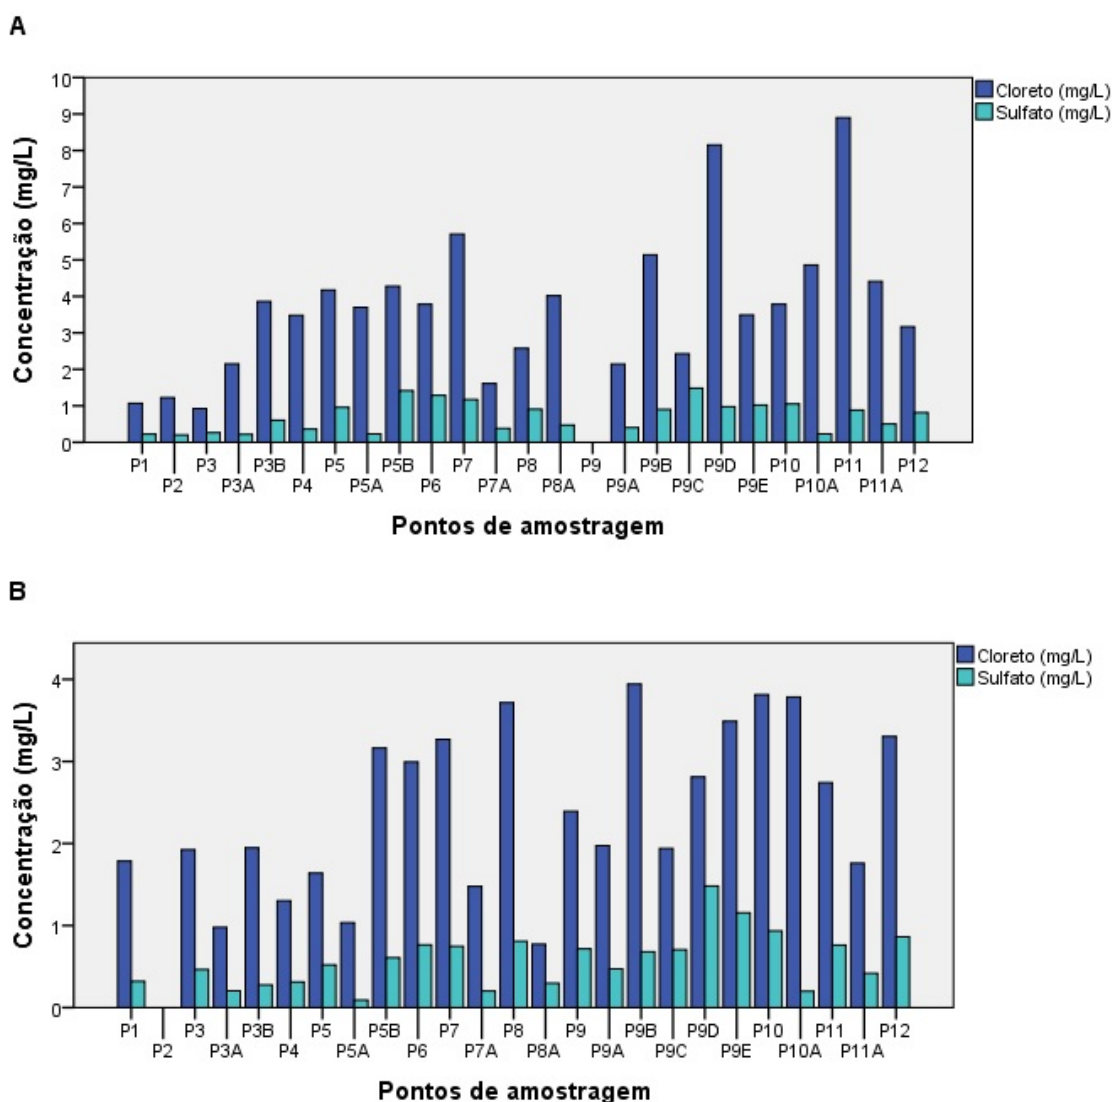 A
10
9
8
7
6
5
4
3
2
1
0
Concentração (mg/L)
Cloreto (mg/L)
Sulfato (mg/L)
P1 P3 P3B P5 P5B P7 P8 P9 P9B P9D P10 P11 P12
P2 P3A P4 P5A P6 P7A P8A P9A P9C P9E P10A P11A
Pontos de amostragem
B
4
3
2
1
0
Concentração (mg/L)
Cloreto (mg/L)
Sulfato (mg/L)
P1 P3 P3B P5 P5B P7 P8 P9 P9B P9D P10 P11 P12
P2 P3A P4 P5A P6 P7A P8A P9A P9C P9E P10A P11A
Pontos de amostragem